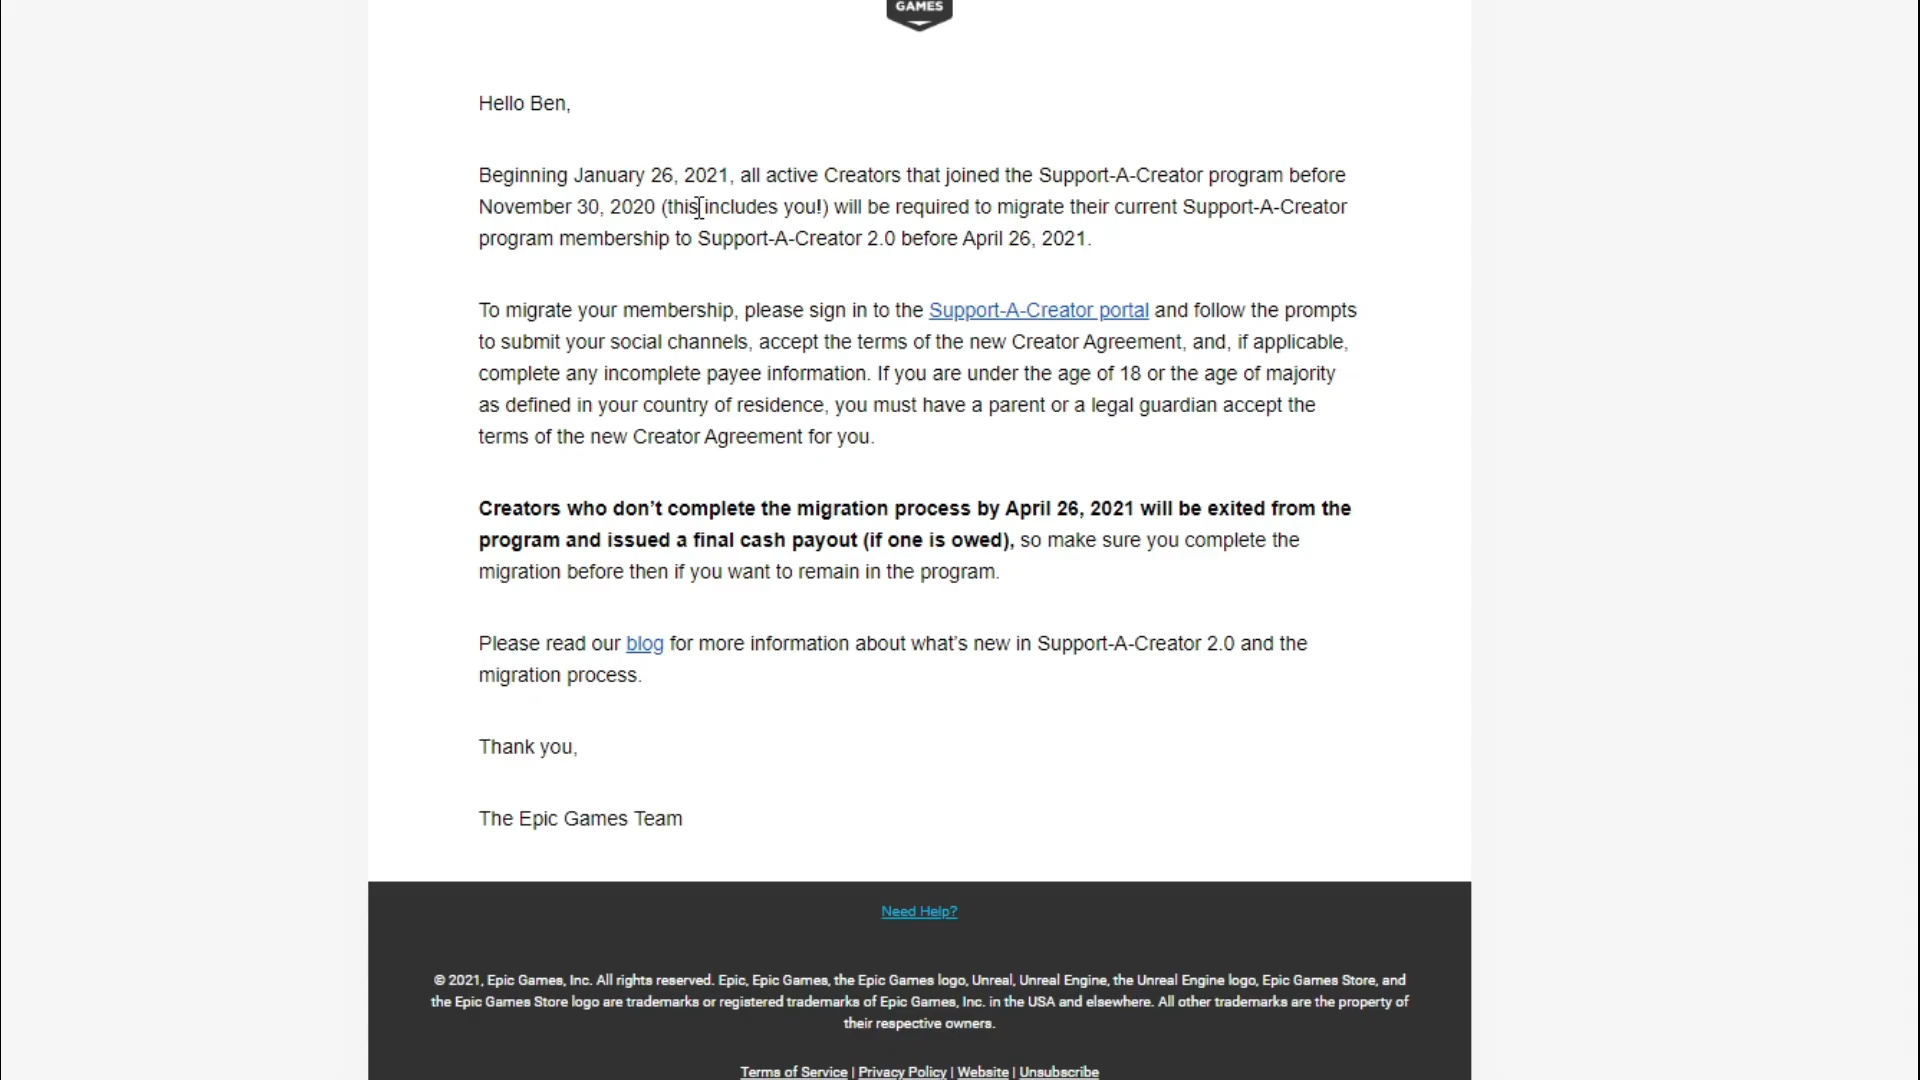 GAMES
Hello Ben,
Beginning January 26, 2021, all active Creators that joined the Support-A-Creator program before
November 30, 2020 (this includes you!) will be required to migrate their current Support-A-Creator
program membership to Support-A-Creator 2.0 before April 26, 2021.
To migrate your membership, please sign in to the Support-A-Creator portal and follow the prompts
to submit your social channels, accept the terms of the new Creator Agreement, and, if applicable,
complete any incomplete payee information. If you are under the age of 18 or the age of majority
as defined in your country of residence, you must have a parent or a legal guardian accept the
terms of the new Creator Agreement for you.
Creators who don’t complete the migration process by April 26, 2021 will be exited from the
program and issued a final cash payout (if one is owed), so make sure you complete the
migration before then if you want to remain in the program.
Please read our blog for more information about what’s new in Support-A-Creator 2.0 and the
migration process.
Thank you,
The Epic Games Team
Need Help?
© 2021, Epic Games, Inc. All rights reserved. Epic, Epic Games, the Epic Games logo, Unreal, Unreal Engine, the Unreal Engine logo, Epic Games Store, and
the Epic Games Store logo are trademarks or registered trademarks of Epic Games, Inc. in the USA and elsewhere. All other trademarks are the property of
their respective owners.
Terms of Service | Privacy Policy | Website | Unsubscribe